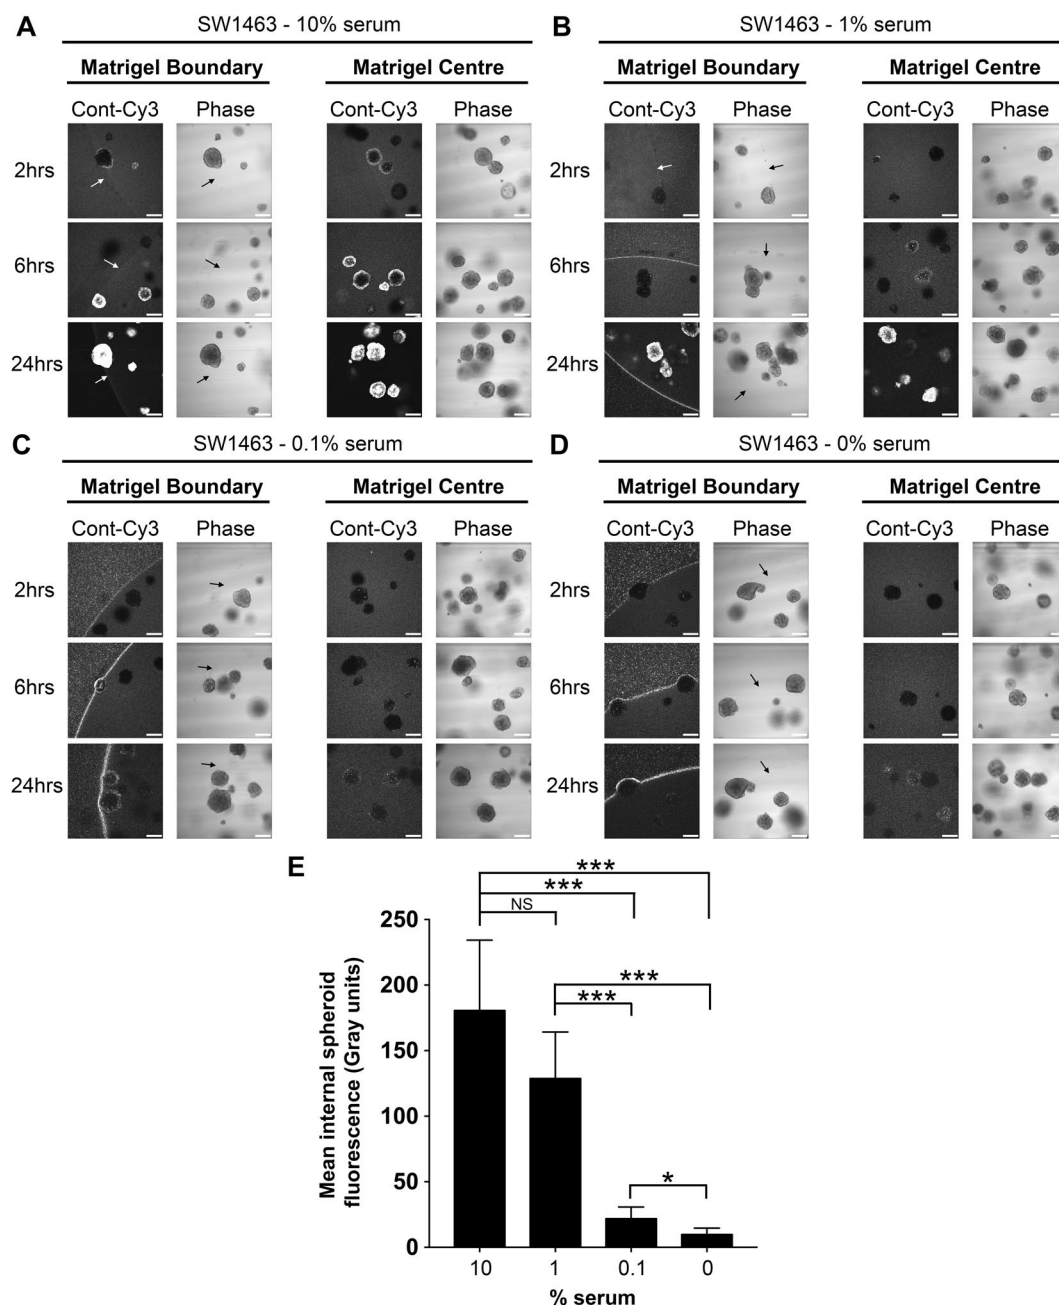 A
SW1463 - 10% serum
Matrigel Boundary
Matrigel Centre
Cont-Cy3
Phase
Cont-Cy3
Phase
2hrs
6hrs
24hrs
B
SW1463 - 1% serum
Matrigel Boundary
Matrigel Centre
Cont-Cy3
Phase
Cont-Cy3
Phase
2hrs
6hrs
24hrs
C
SW1463 - 0.1% serum
Matrigel Boundary
Matrigel Centre
Cont-Cy3
Phase
Cont-Cy3
Phase
2hrs
6hrs
24hrs
D
SW1463 - 0% serum
Matrigel Boundary
Matrigel Centre
Cont-Cy3
Phase
Cont-Cy3
Phase
2hrs
6hrs
24hrs
E
***
***
NS
***
***
*
Mean internal spheroid
fluorescence (Gray units)
250
200
150
100
50
0
10
1
0.1
0
% serum